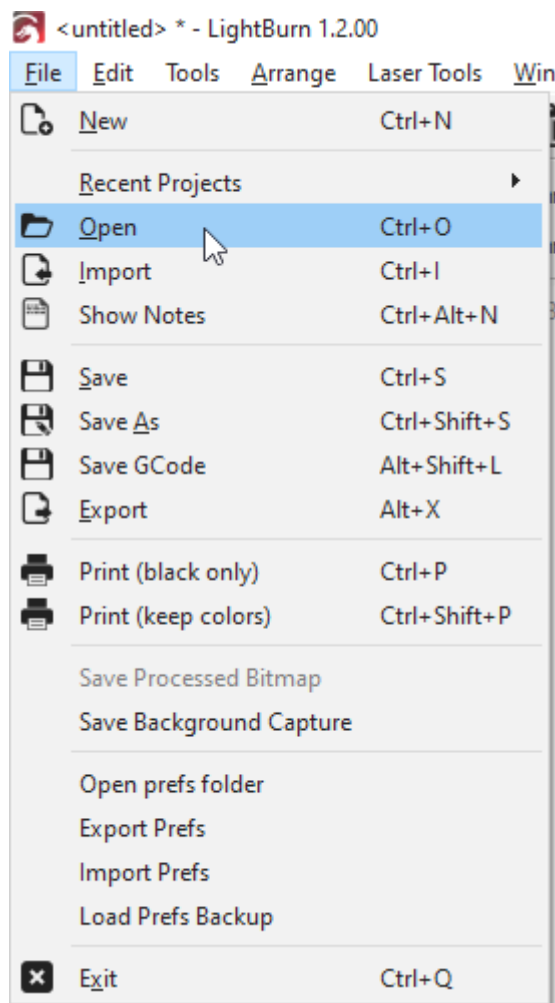 <untitled> * - LightBurn 1.2.00
File Edit Tools Arrange Laser Tools Win
New Ctrl+N
Recent Projects
Open Ctrl+O
Import Ctrl+I
Show Notes Ctrl+Alt+N
Save Ctrl+S
Save As Ctrl+Shift+S
Save GCode Alt+Shift+L
Export Alt+X
Print (black only) Ctrl+P
Print (keep colors) Ctrl+Shift+P
Save Processed Bitmap
Save Background Capture
Open prefs folder
Export Prefs
Import Prefs
Load Prefs Backup
Exit Ctrl+Q